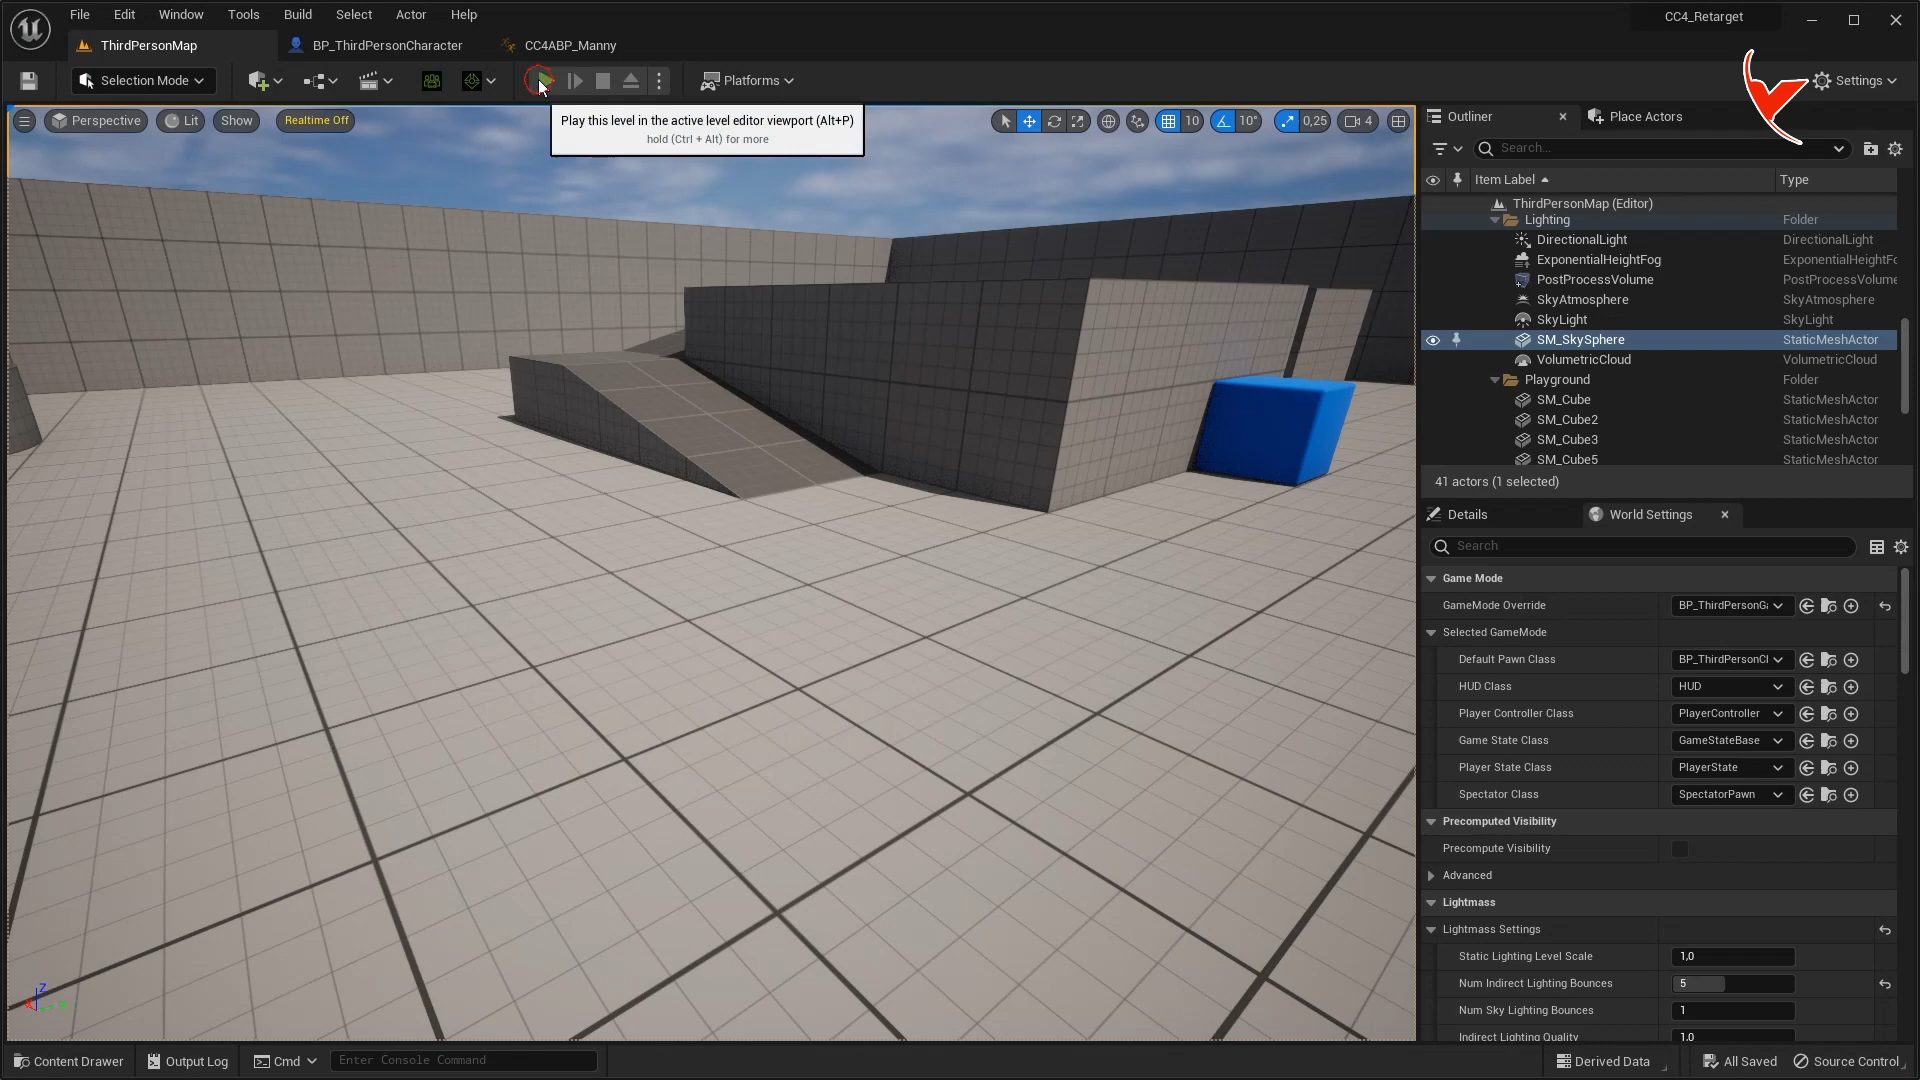 File Edit Window Tools Build Select Actor Help
CC4_Retarget
ThirdPersonMap
BP_ThirdPersonCharacter
CC4ABP_Manny
Selection Mode
Platforms
Settings
Perspective
Lit
Show
Realtime Off
Play this level in the active level editor viewport (Alt+P)
hold (Ctrl + Alt) for more
10
10°
0,25
4
Outliner
Place Actors
Search...
Item Label
Type
ThirdPersonMap (Editor)
Lighting Folder
DirectionalLight DirectionalLight
ExponentialHeightFog ExponentialHeightFo
PostProcessVolume PostProcessVolume
SkyAtmosphere SkyAtmosphere
SkyLight SkyLight
SM_SkySphere StaticMeshActor
VolumetricCloud VolumetricCloud
Playground Folder
SM_Cube StaticMeshActor
SM_Cube2 StaticMeshActor
SM_Cube3 StaticMeshActor
SM_Cube5 StaticMeshActor
41 actors (1 selected)
Details
World Settings
Search
Game Mode
GameMode Override BP_ThirdPersonGa
Selected GameMode
Default Pawn Class BP_ThirdPersonCl
HUD Class HUD
Player Controller Class PlayerController
Game State Class GameStateBase
Player State Class PlayerState
Spectator Class SpectatorPawn
Precomputed Visibility
Precompute Visibility
Advanced
Lightmass
Lightmass Settings
Static Lighting Level Scale 1,0
Num Indirect Lighting Bounces 5
Num Sky Lighting Bounces 1
Indirect Lighting Quality 1,0
Z
Content Drawer
Output Log
Cmd
Enter Console Command
Derived Data
All Saved
Source Control